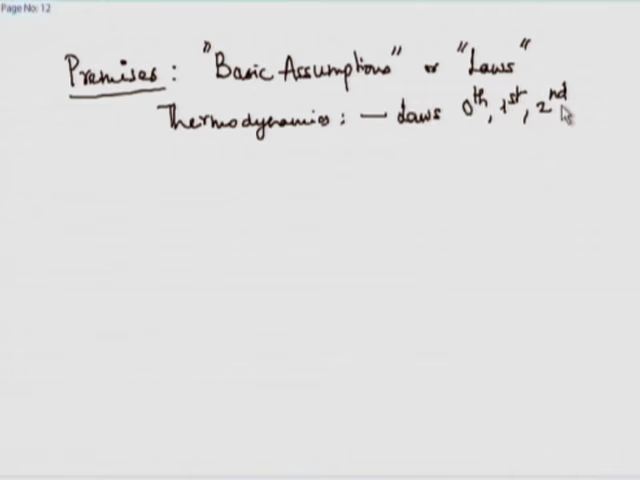 Page No: 12
Premises: "Basic Assumptions" or "Laws"
Thermodynamics: — Laws 0th, 1st, 2nd